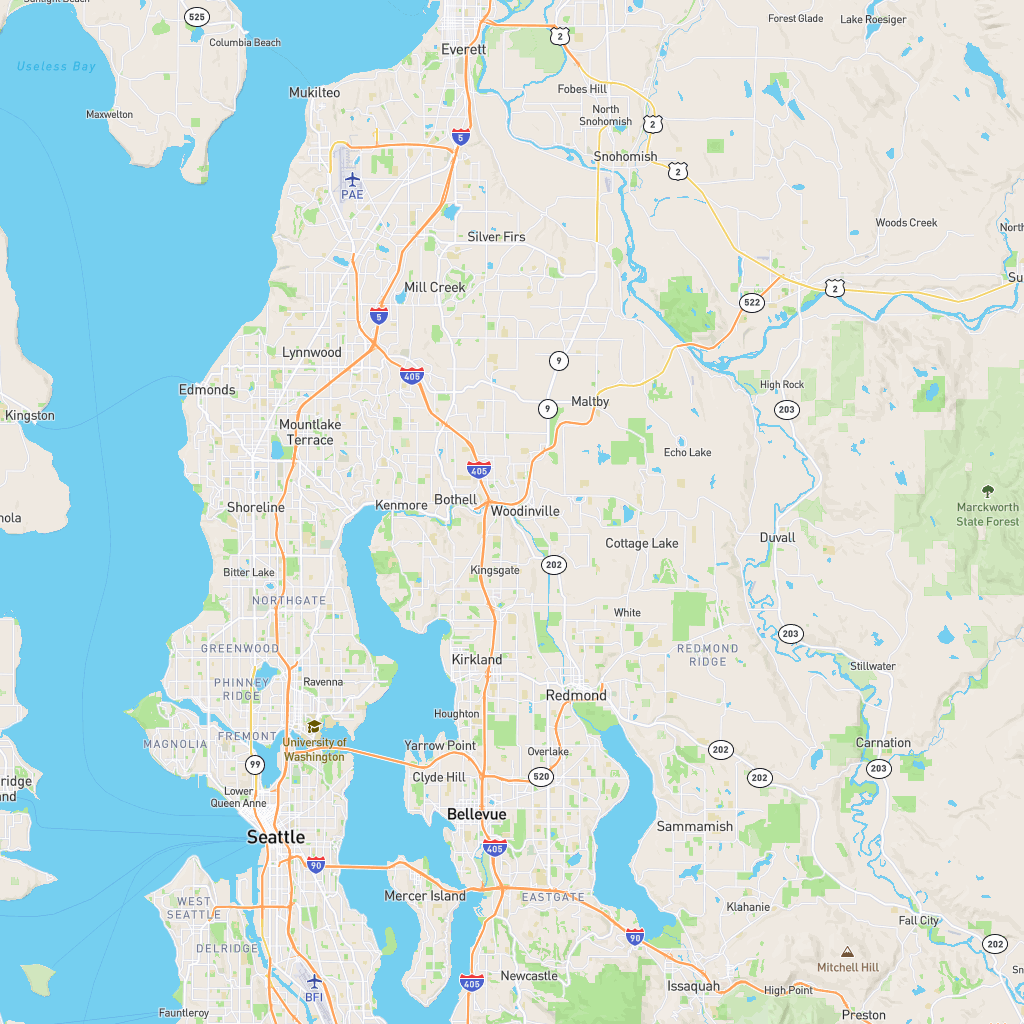 Sunlight Beach
525
Columbia Beach
Useless Bay
Maxwelton
Everett
2
Forest Glade
Lake Roesiger
Mukilteo
Fobes Hill
North
Snohomish
2
5
Snohomish
2
PAE
Silver Firs
Woods Creek
North
Mill Creek
Su
2
522
5
Lynnwood
9
405
Edmonds
High Rock
9
Maltby
203
Kingston
Mountlake
Terrace
Echo Lake
405
Marckworth
State Forest
Shoreline
Kenmore
Bothell
Woodinville
nola
Duvall
Cottage Lake
202
Kingsgate
Bitter Lake
NORTHGATE
White
203
GREENWOOD
REDMOND
RIDGE
Kirkland
Stillwater
PHINNEY
RIDGE
Ravenna
Redmond
Houghton
University of
Washington
FREMONT
MAGNOLIA
Yarrow Point
Overlake
202
Carnation
99
Clyde Hill
520
202
203
ridge
nd
Lower
Queen Anne
Bellevue
Seattle
Sammamish
405
90
Mercer Island
EASTGATE
WEST
SEATTLE
Klahanie
Fall City
90
202
DELRIDGE
Mitchell Hill
Sn
BFI
405
Newcastle
Issaquah
High Point
Fauntleroy
Preston